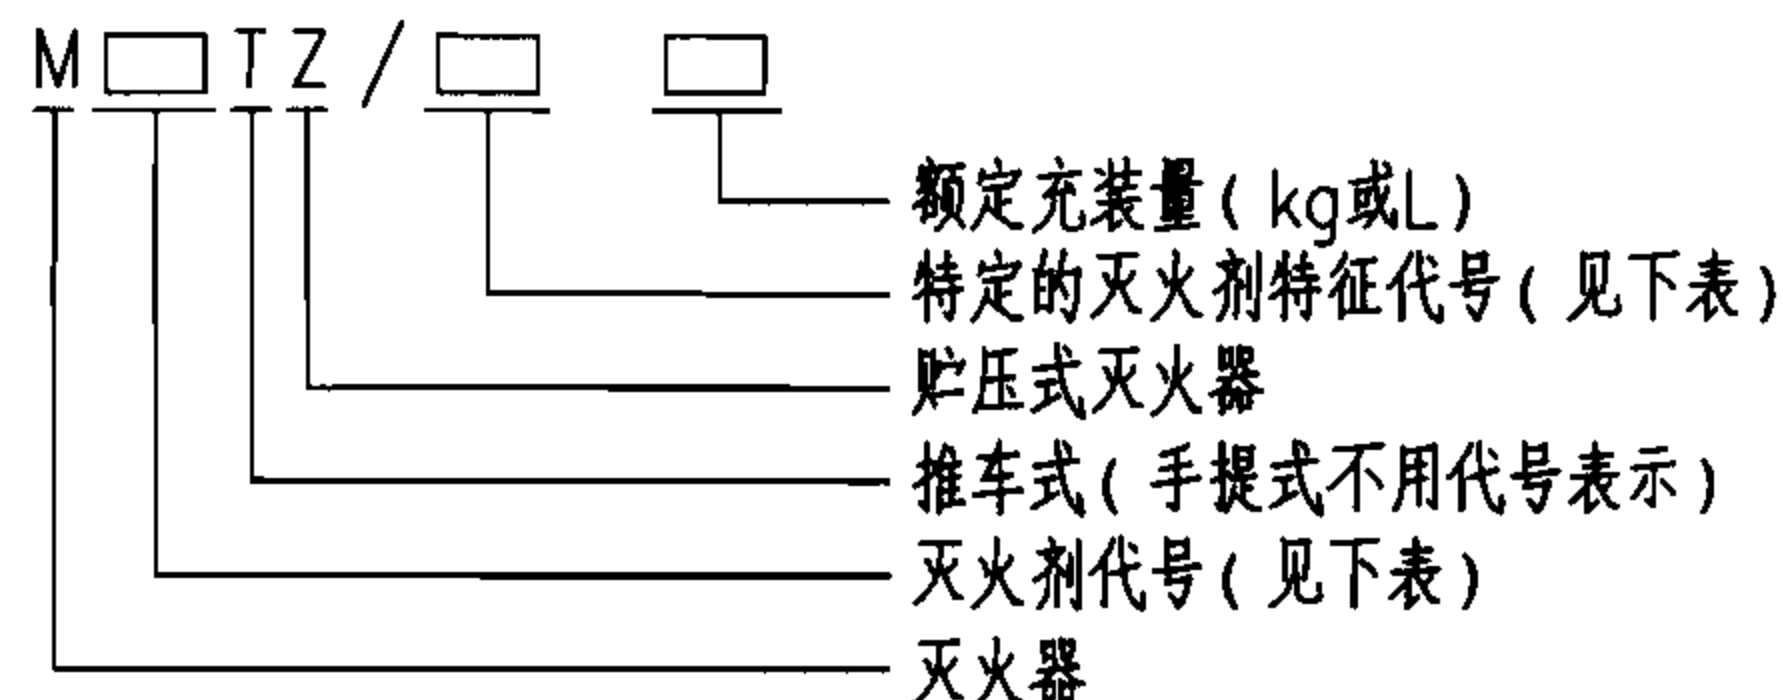 M□TZ/□ □
额定充装量(kg或L)
特定的灭火剂特征代号(见下表)
贮压式灭火器
推车式(手提式不用代号表示)
灭火剂代号(见下表)
灭火器